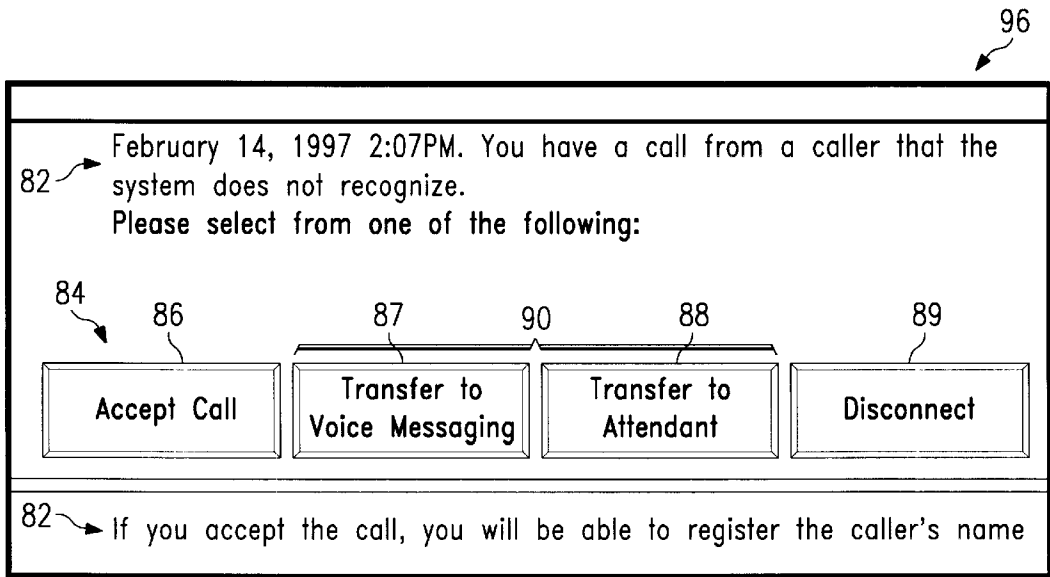 96
February 14, 1997 2:07PM. You have a call from a caller that the
82
system does not recognize.
Please select from one of the following:
84
86 87 90 88 89
Accept Call
Transfer to
Voice Messaging
Transfer to
Attendant
Disconnect
82 If you accept the call, you will be able to register the caller's name